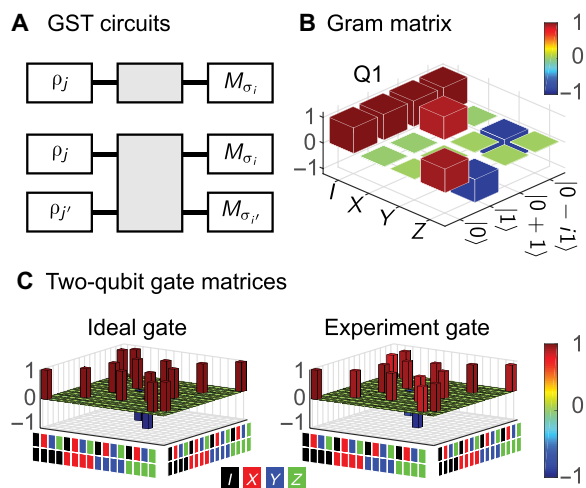 A GST circuits
ρj Mσi
ρj Mσi
ρj′ Mσi′
B Gram matrix
Q1
1
0
−1
I X Y Z
|0⟩ |1⟩ |0 + 1⟩ |0 − i1⟩
1
0
−1
C Two-qubit gate matrices
Ideal gate
1
0
−1
Experiment gate
1
0
−1
1
0
−1
I X Y Z